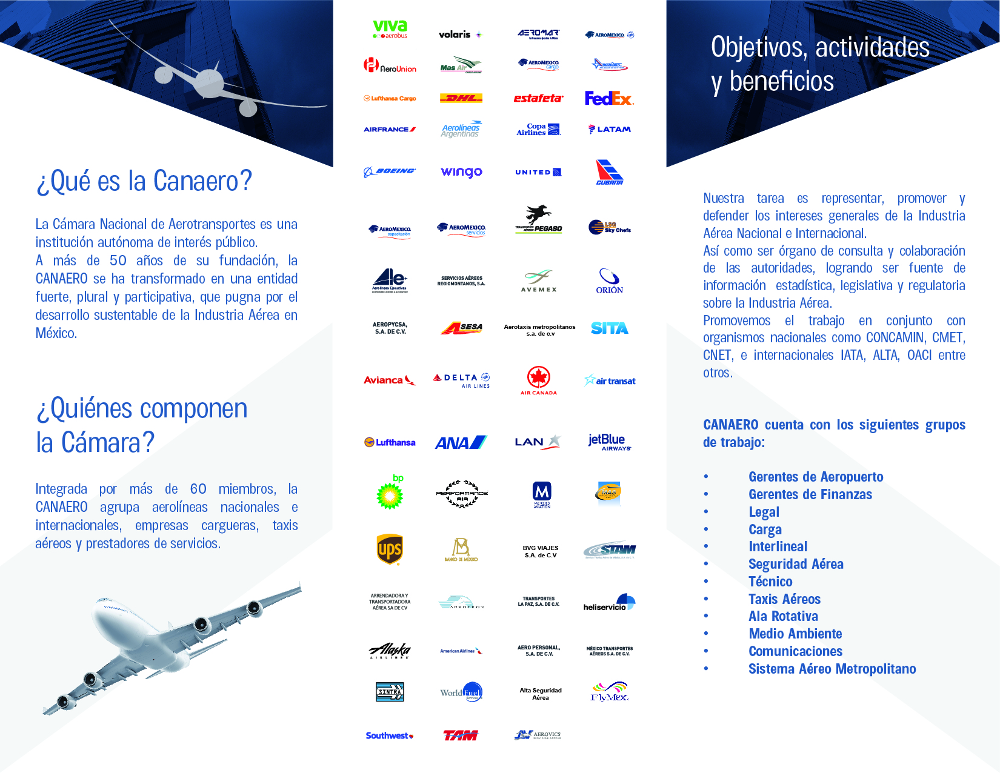 ¿Qué es la Canaero?
La Cámara Nacional de Aerotransportes es una
institución autónoma de interés público.
A más de 50 años de su fundación, la
CANAERO se ha transformado en una entidad
fuerte, plural y participativa, que pugna por el
desarrollo sustentable de la Industria Aérea en
México.
¿Quiénes componen
la Cámara?
Integrada por más de 60 miembros, la
CANAERO agrupa aerolíneas nacionales e
internacionales, empresas cargueras, taxis
aéreos y prestadores de servicios.
viva aerobus
volaris
AEROMAR
AEROMEXICO
AeroUnion
Mas Air
CARGO AIRLINE
AEROMEXICO
cargo
Lufthansa Cargo
DHL
estafeta
FedEx.
AIRFRANCE
Aerolíneas
Argentinas
Copa
Airlines
LATAM
BOEING
wingo
UNITED
CUBANA
AEROMEXICO
capacitación
AEROMEXICO
servicios
TRANSPORTES
AÉREOS PEGASO
LSG
Sky Chefs
Ale
Aerolíneas Ejecutivas
SERVICIOS AÉREOS
REGIOMONTANOS, S.A.
AVEMEX
ORIÓN
AEROPYCSA,
S.A. DE C.V.
ASESA
Aerotaxis metropolitanos
s.a. de c.v
SITA
Avianca
DELTA
AIR LINES
AIR CANADA
air transat
Lufthansa
ANA
LAN
jetBlue
AIRWAYS
bp
PERFORMANCE
AIR
M
MENZIES
AVIATION
MAS
ups
BM
BANCO DE MÉXICO
BVG VIAJES
S.A. de C.V
STAM
ARRENDADORA Y
TRANSPORTADORA
AÉREA SA DE CV
AEROTRON
TRANSPORTES
LA PAZ, S.A. DE C.V.
heliservicio
Alaska
AIRLINES
American Airlines
AERO PERSONAL,
S.A. DE C.V.
MÉXICO TRANSPORTES
AÉREOS S.A. DE C.V.
SINTRA
World Fuel
Services
Alta Seguridad
Aérea
FlyMex
Southwest
TAM
AEROVICS
SERVICIOS AEREOS
Objetivos, actividades
y beneficios
Nuestra tarea es representar, promover y
defender los intereses generales de la Industria
Aérea Nacional e Internacional.
Así como ser órgano de consulta y colaboración
de las autoridades, logrando ser fuente de
información estadística, legislativa y regulatoria
sobre la Industria Aérea.
Promovemos el trabajo en conjunto con
organismos nacionales como CONCAMIN, CMET,
CNET, e internacionales IATA, ALTA, OACI entre
otros.
CANAERO cuenta con los siguientes grupos
de trabajo:
• Gerentes de Aeropuerto
• Gerentes de Finanzas
• Legal
• Carga
• Interlineal
• Seguridad Aérea
• Técnico
• Taxis Aéreos
• Ala Rotativa
• Medio Ambiente
• Comunicaciones
• Sistema Aéreo Metropolitano